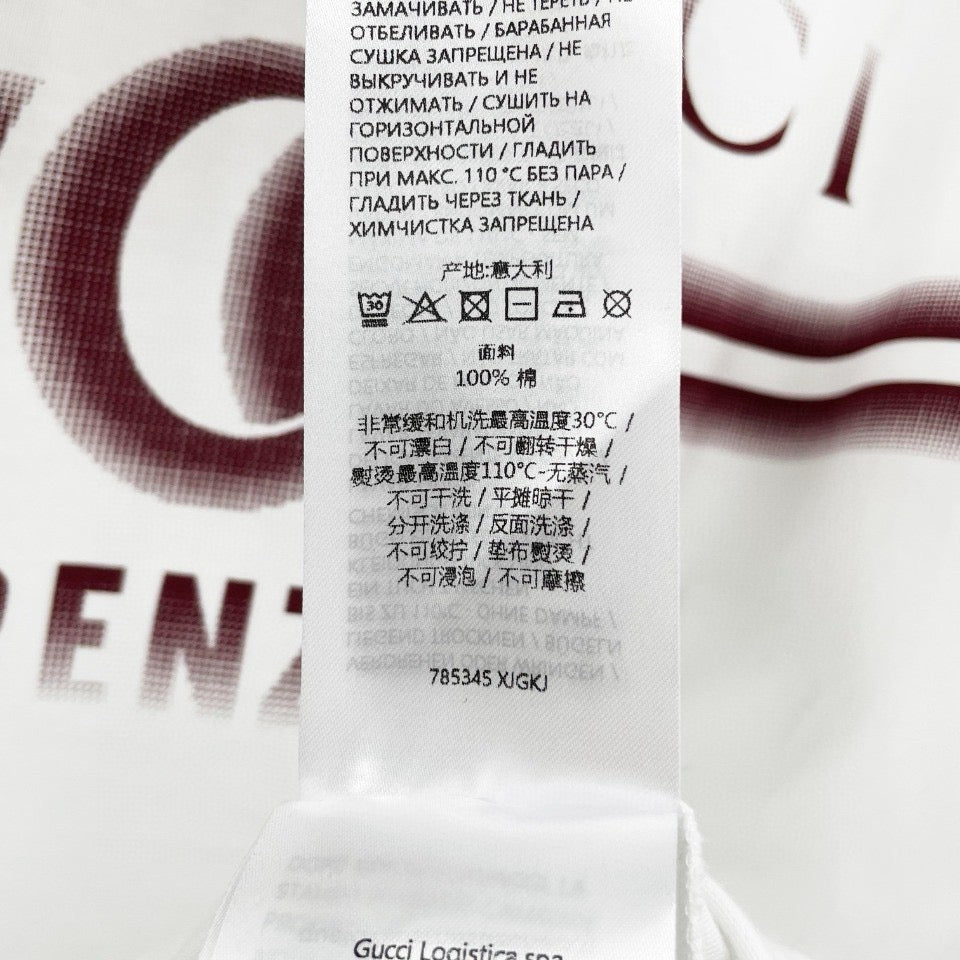 ЗАМАЧИВАТЬ / НЕ ТЕРЕТЬ / НЕ
ОТБЕЛИВАТЬ / БАРАБАННАЯ
СУШКА ЗАПРЕЩЕНА / НЕ
ВЫКРУЧИВАТЬ И НЕ
ОТЖИМАТЬ / СУШИТЬ НА
ГОРИЗОНТАЛЬНОЙ
ПОВЕРХНОСТИ / ГЛАДИТЬ
ПРИ МАКС. 110 °C БЕЗ ПАРА /
ГЛАДИТЬ ЧЕРЕЗ ТКАНЬ /
ХИМЧИСТКА ЗАПРЕЩЕНА
产地:意大利
30
面料
100% 棉
非常缓和机洗最高温度30°C /
不可漂白 / 不可翻转干燥 /
熨烫最高温度110°C-无蒸汽 /
不可干洗 / 平摊晾干 /
分开洗涤 / 反面洗涤 /
不可绞拧 / 垫布熨烫 /
不可浸泡 / 不可摩擦
785345 XJGKJ
Gucci Logistica spa